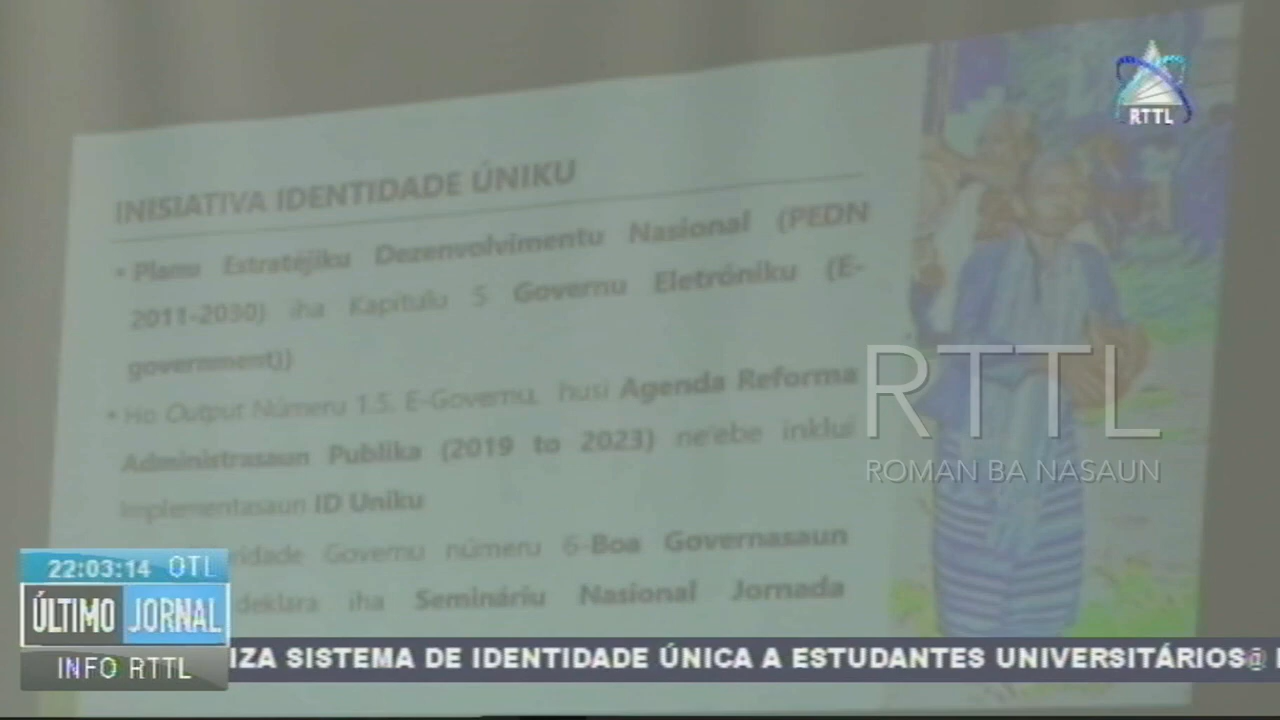 RTTL
INISIATIVA IDENTIDADE ÚNIKU
• Planu Estratéjiku Dezenvolvimentu Nasional (PEDN
2011-2030) iha Kapitulu 5 Governu Eletróniku (E-
government)}
• Ho Output Númeru 1.5. E-Governu, husi Agenda Reforma
Administrasaun Publika (2019 to 2023) ne'ebe inklui
Implementasaun ID Uniku
Governu númeru 6-Boa Governasaun
deklara iha Semináriu Nasional Jornada
RTTL
ROMAN BA NASAUN
22:03:14 OTL
ÚLTIMO JORNAL
INFO RTTL
IZA SISTEMA DE IDENTIDADE ÚNICA A ESTUDANTES UNIVERSITÁRIOS@